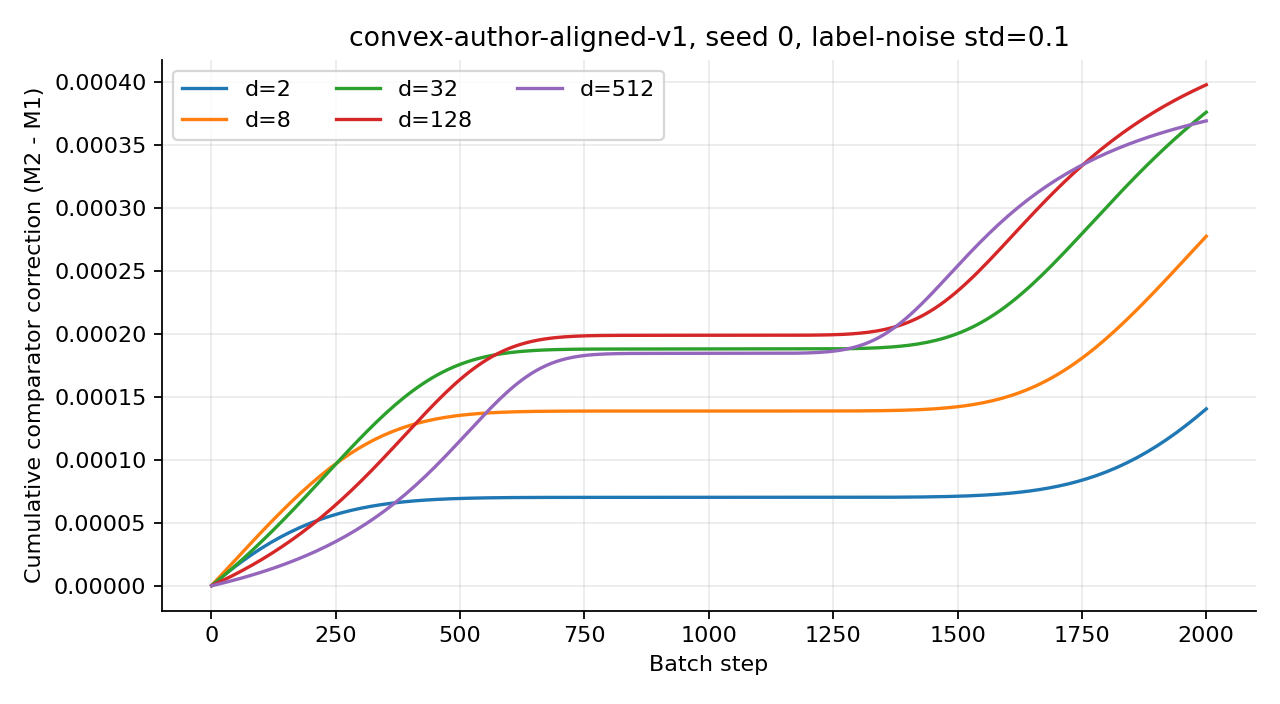 convex-author-aligned-v1, seed 0, label-noise std=0.1
d=2
d=8
d=32
d=128
d=512
Cumulative comparator correction (M2 - M1)
0.00040
0.00035
0.00030
0.00025
0.00020
0.00015
0.00010
0.00005
0.00000
0 250 500 750 1000 1250 1500 1750 2000
Batch step